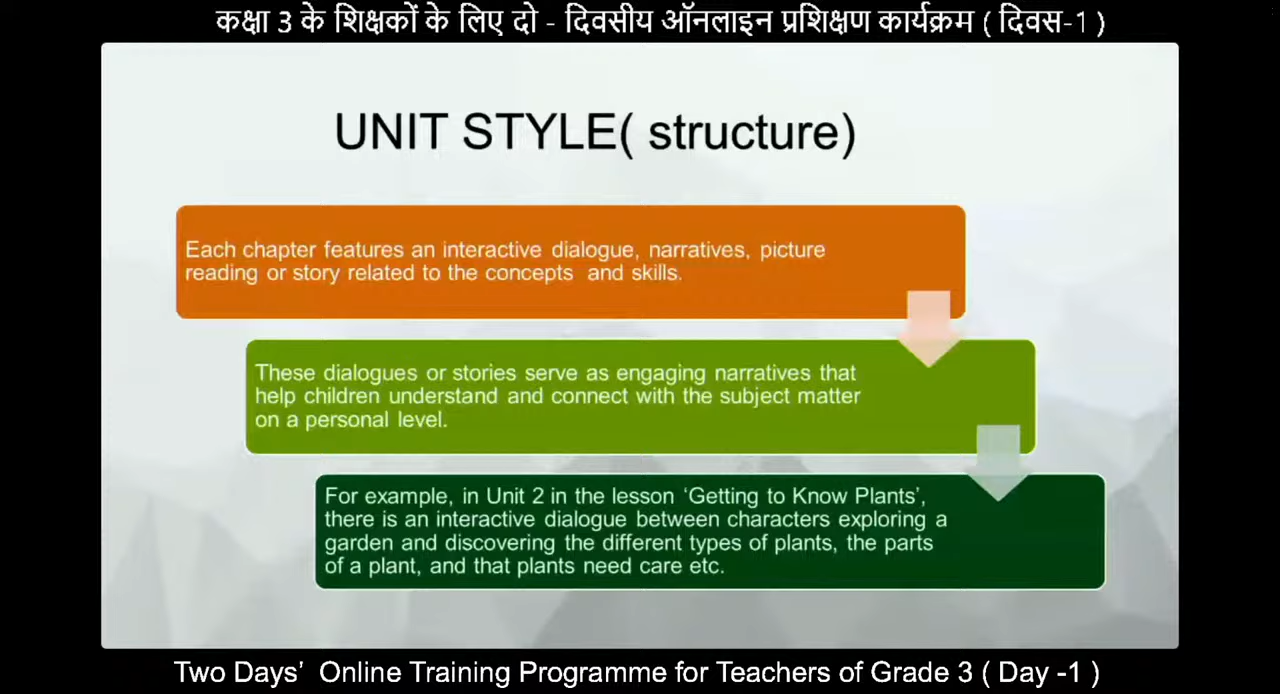 कक्षा 3 के शिक्षकों के लिए दो - दिवसीय ऑनलाइन प्रशिक्षण कार्यक्रम ( दिवस-1 )
UNIT STYLE( structure)
Each chapter features an interactive dialogue, narratives, picture
reading or story related to the concepts and skills.
These dialogues or stories serve as engaging narratives that
help children understand and connect with the subject matter
on a personal level.
For example, in Unit 2 in the lesson ‘Getting to Know Plants’,
there is an interactive dialogue between characters exploring a
garden and discovering the different types of plants, the parts
of a plant, and that plants need care etc.
Two Days’ Online Training Programme for Teachers of Grade 3 ( Day -1 )